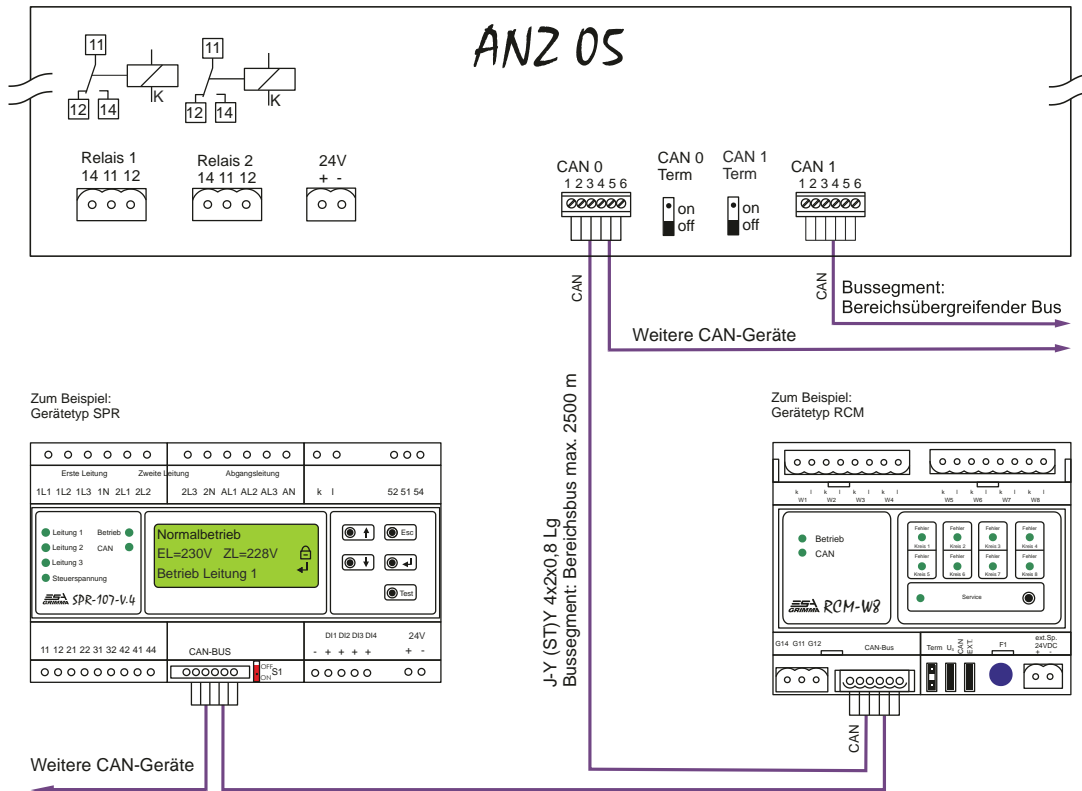 ANZ 05
11
11
12 14
K
12 14
K
Relais 1
14 11 12
Relais 2
14 11 12
24V
+ -
CAN 0
1 2 3 4 5 6
CAN 0
Term
on
off
CAN 1
Term
on
off
CAN 1
1 2 3 4 5 6
CAN
CAN
Bussegment:
Bereichsübergreifender Bus
Weitere CAN-Geräte
J-Y (ST)Y 4x2x0,8 Lg
Bussegment: Bereichsbus max. 2500 m
Zum Beispiel:
Gerätetyp SPR
Erste Leitung Zweite Leitung Abgangsleitung
1L1 1L2 1L3 1N 2L1 2L2 2L3 2N AL1 AL2 AL3 AN k l 52 51 54
Leitung 1 Betrieb
Leitung 2 CAN
Leitung 3
Steuerspannung
ESA GRIMMA SPR-107-V.4
Normalbetrieb
EL=230V ZL=228V
Betrieb Leitung 1
Esc
Test
11 12 21 22 31 32 42 41 44
CAN-BUS
OFF
ON
S1
DI1 DI2 DI3 DI4
- + + + +
24V
+ -
Weitere CAN-Geräte
Zum Beispiel:
Gerätetyp RCM
k l k l k l k l k l k l k l k l
W1 W2 W3 W4 W5 W6 W7 W8
Betrieb
CAN
ESA GRIMMA RCM-W8
Fehler Fehler Fehler Fehler
Kreis 1 Kreis 2 Kreis 3 Kreis 4
Fehler Fehler Fehler Fehler
Kreis 5 Kreis 6 Kreis 7 Kreis 8
Service
G14 G11 G12
CAN-Bus
Term
CAN
EXT.
F1
ext.Sp.
24VDC
+ -
CAN